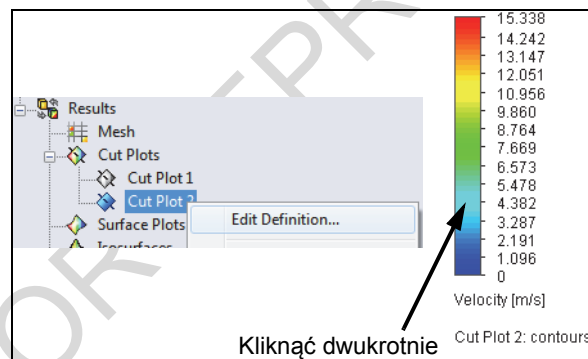 Results
Mesh
Cut Plots
Cut Plot 1
Cut Plot
Edit Definition...
Surface Plots
Isosurfaces
15.338
14.242
13.147
12.051
10.956
9.860
8.764
7.669
6.573
5.478
4.382
3.287
2.191
1.096
0
Velocity [m/s]
Cut Plot 2: contours
Kliknąć dwukrotnie